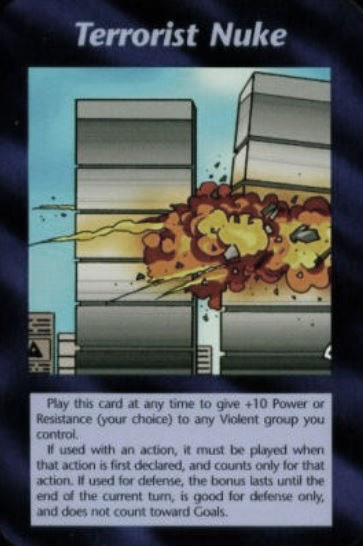 Terrorist Nuke
Play this card at any time to give +10 Power or
Resistance (your choice) to any Violent group you
control.
If used with an action, it must be played when
that action is first declared, and counts only for that
action. If used for defense, the bonus lasts until the
end of the current turn, is good for defense only,
and does not count toward Goals.